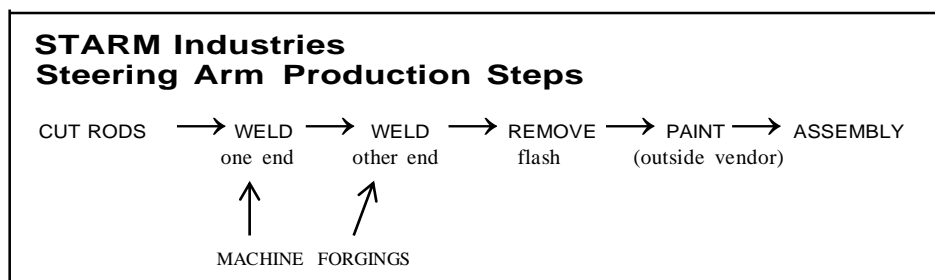 STARM Industries
Steering Arm Production Steps
CUT RODS → WELD → WELD → REMOVE → PAINT → ASSEMBLY
one end other end flash (outside vendor)
MACHINE FORGINGS